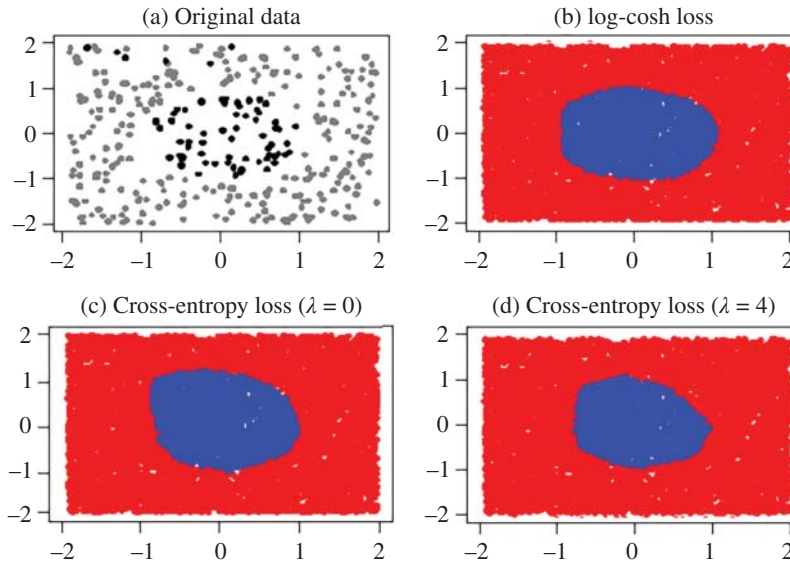 (a) Original data
(b) log-cosh loss
2
1
0
–1
–2
–2 –1 0 1 2
2
1
0
–1
–2
–2 –1 0 1 2
(c) Cross-entropy loss (λ = 0)
(d) Cross-entropy loss (λ = 4)
2
1
0
–1
–2
–2 –1 0 1 2
2
1
0
–1
–2
–2 –1 0 1 2